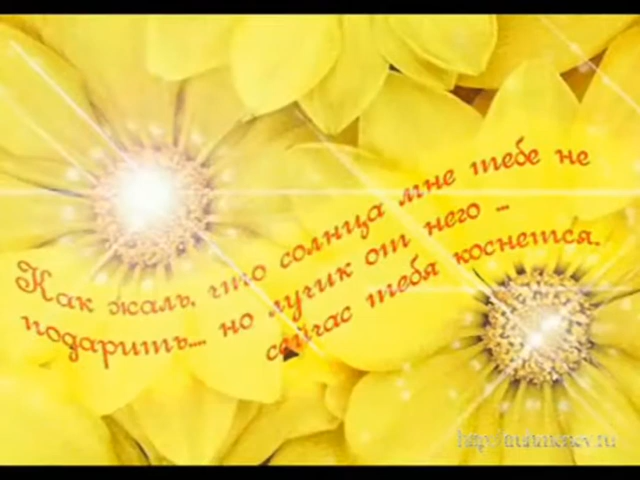 Как жаль, что солнца мне тебе не
подарить.... но лучик от него ...
сейчас тебя коснется.